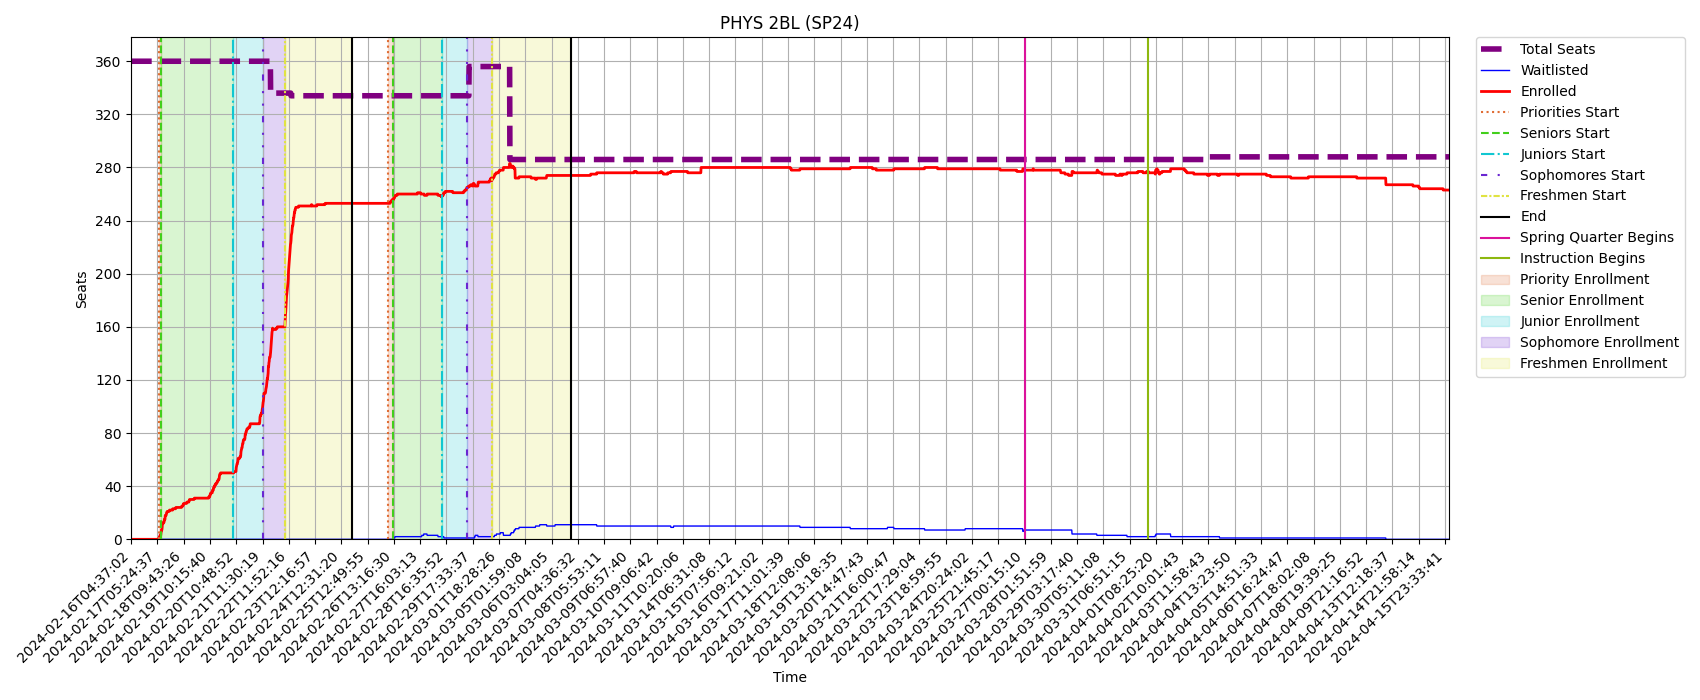 PHYS 2BL (SP24)
Total Seats
Waitlisted
Enrolled
Priorities Start
Seniors Start
Juniors Start
Sophomores Start
Freshmen Start
End
Spring Quarter Begins
Instruction Begins
Priority Enrollment
Senior Enrollment
Junior Enrollment
Sophomore Enrollment
Freshmen Enrollment
Seats
360
320
280
240
200
160
120
80
40
0
2024-02-16T04:37:02
2024-02-17T05:24:37
2024-02-18T09:43:26
2024-02-19T10:15:40
2024-02-20T10:48:52
2024-02-21T11:30:19
2024-02-22T11:52:16
2024-02-23T12:16:57
2024-02-24T12:31:20
2024-02-25T12:49:55
2024-02-26T13:16:30
2024-02-27T16:03:13
2024-02-28T16:35:52
2024-02-29T17:33:37
2024-03-01T18:28:26
2024-03-05T01:59:08
2024-03-06T03:04:05
2024-03-07T04:36:32
2024-03-08T05:53:11
2024-03-09T06:57:40
2024-03-10T09:06:42
2024-03-11T10:20:06
2024-03-14T06:31:08
2024-03-15T07:56:12
2024-03-16T09:21:02
2024-03-17T11:01:39
2024-03-18T12:08:06
2024-03-19T13:18:35
2024-03-20T14:47:43
2024-03-21T16:00:47
2024-03-22T17:29:04
2024-03-23T18:59:55
2024-03-24T20:24:02
2024-03-25T21:45:17
2024-03-27T00:15:10
2024-03-28T01:51:59
2024-03-29T03:17:40
2024-03-30T05:11:08
2024-03-31T06:51:15
2024-04-01T08:25:20
2024-04-02T10:01:43
2024-04-03T11:58:43
2024-04-04T13:23:50
2024-04-05T14:51:33
2024-04-06T16:24:47
2024-04-07T18:02:08
2024-04-08T19:39:25
2024-04-09T21:16:52
2024-04-13T12:18:37
2024-04-14T21:58:14
2024-04-15T23:33:41
Time